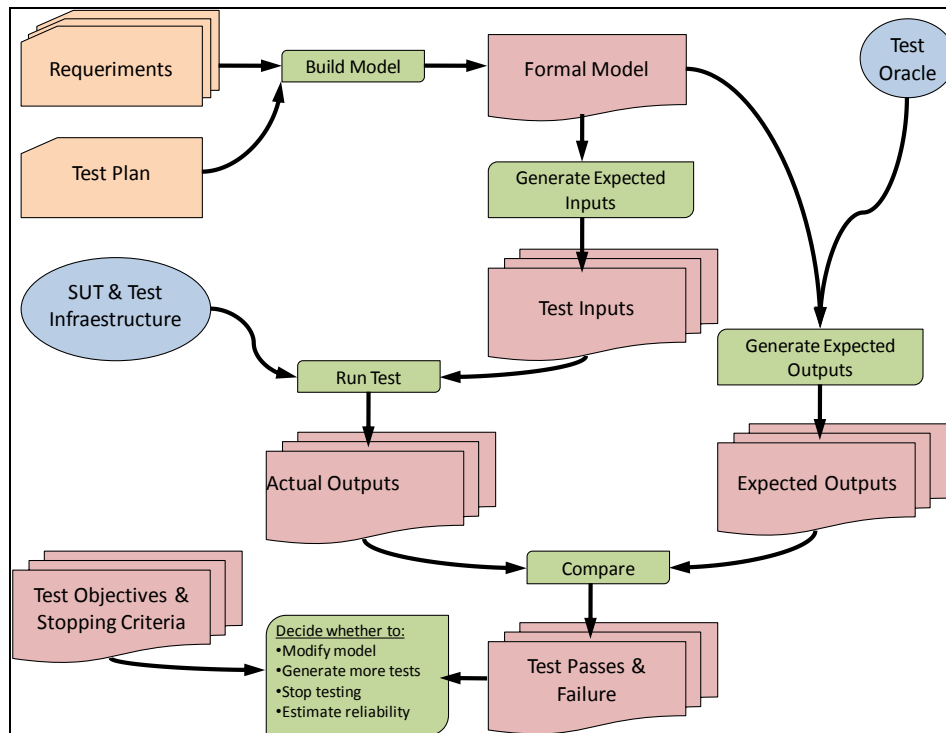 Requeriments
Build Model
Formal Model
Test
Oracle
Test Plan
Generate Expected
Inputs
SUT & Test
Infraestructure
Test Inputs
Generate Expected
Outputs
Run Test
Actual Outputs
Expected Outputs
Compare
Test Objectives &
Stopping Criteria
Decide whether to:
•Modify model
•Generate more tests
•Stop testing
•Estimate reliability
Test Passes &
Failure